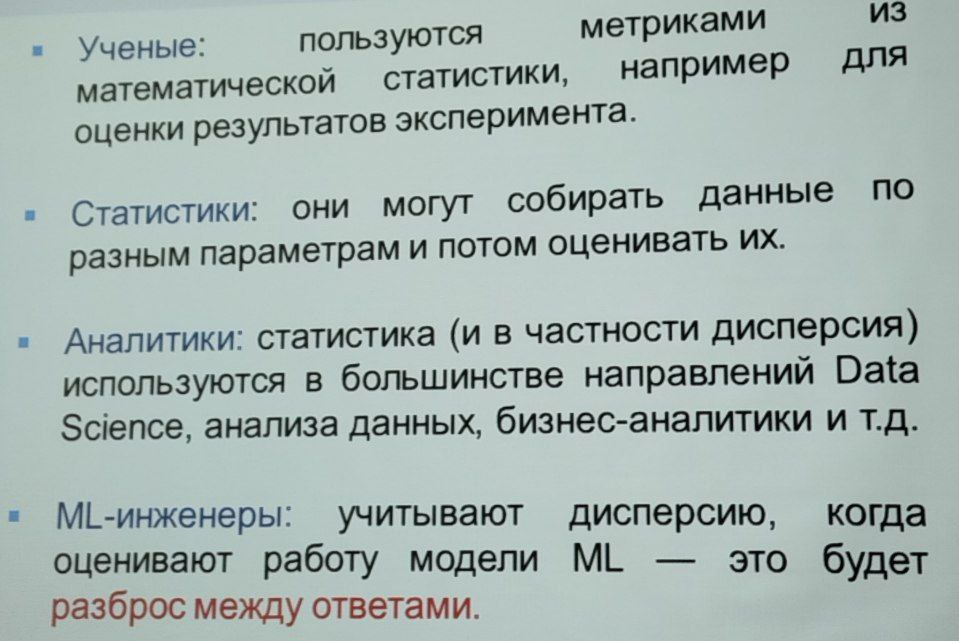 ▪ Ученые: пользуются метриками из
математической статистики, например для
оценки результатов эксперимента.
▪ Статистики: они могут собирать данные по
разным параметрам и потом оценивать их.
▪ Аналитики: статистика (и в частности дисперсия)
используются в большинстве направлений Data
Science, анализа данных, бизнес-аналитики и т.д.
▪ ML-инженеры: учитывают дисперсию, когда
оценивают работу модели ML — это будет
разброс между ответами.